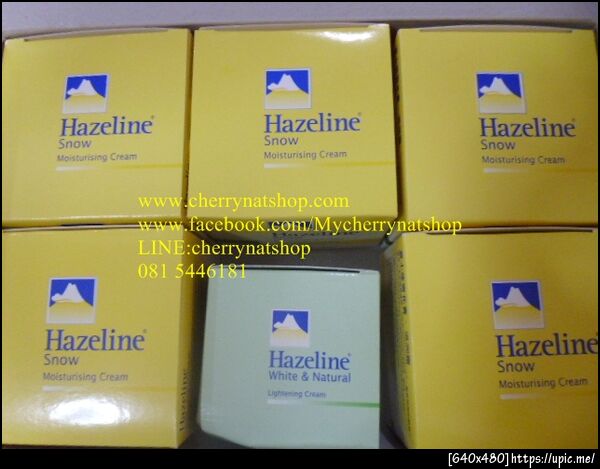 Hazeline®
Snow
Moisturising Cream
Hazeline®
Snow
Moisturising Cream
Hazeline®
Snow
Moisturising Cream
www.cherrynatshop.com
www.facebook.com/Mycherrynatshop
LINE:cherrynatshop
081 5446181
Hazeline®
Snow
Moisturising Cream
Hazeline®
White & Natural
Lightening Cream
Hazeline®
Snow
Moisturising Cream
[640x480]https://upic.me/